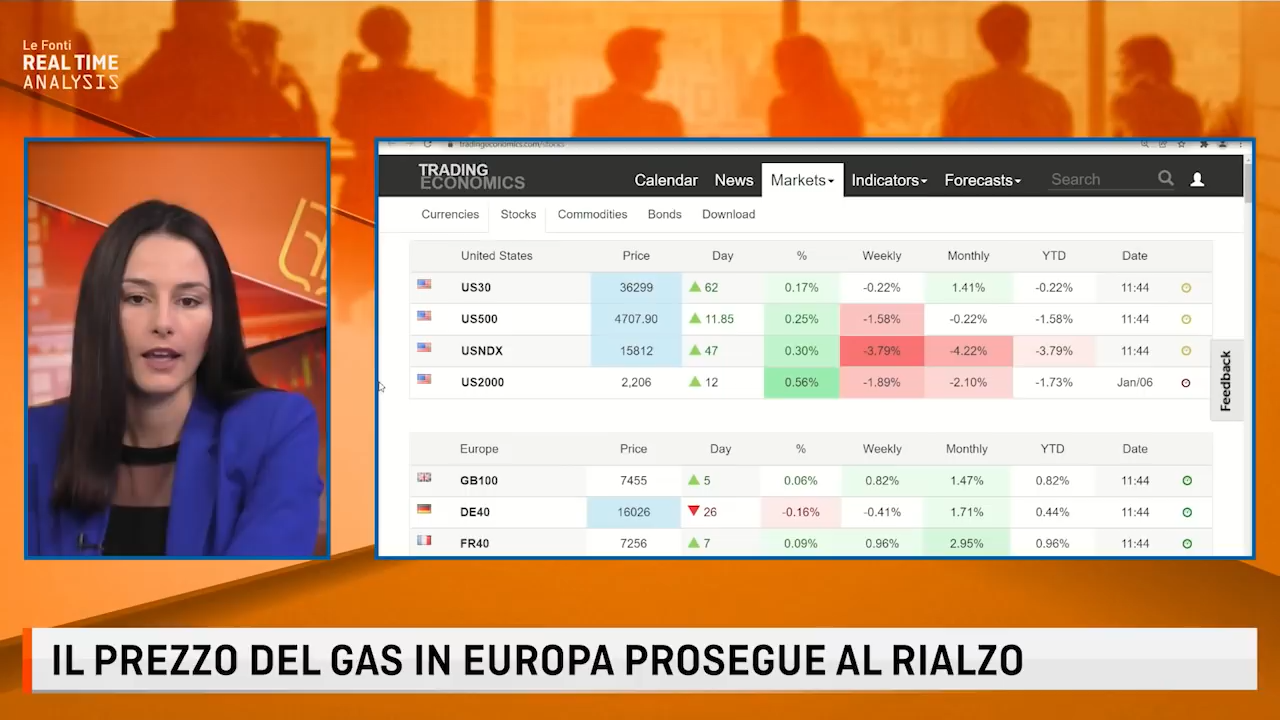 Le Fonti
REAL TIME
ANALYSIS
tradingeconomics.com/stocks
TRADING
ECONOMICS
Calendar News Markets Indicators Forecasts Search
Currencies Stocks Commodities Bonds Download
United States Price Day % Weekly Monthly YTD Date
US30 36299 62 0.17% -0.22% 1.41% -0.22% 11:44
US500 4707.90 11.85 0.25% -1.58% -0.22% -1.58% 11:44
USNDX 15812 47 0.30% -3.79% -4.22% -3.79% 11:44
US2000 2,206 12 0.56% -1.89% -2.10% -1.73% Jan/06
Feedback
Europe Price Day % Weekly Monthly YTD Date
GB100 7455 5 0.06% 0.82% 1.47% 0.82% 11:44
DE40 16026 26 -0.16% -0.41% 1.71% 0.44% 11:44
FR40 7256 7 0.09% 0.96% 2.95% 0.96% 11:44
IL PREZZO DEL GAS IN EUROPA PROSEGUE AL RIALZO